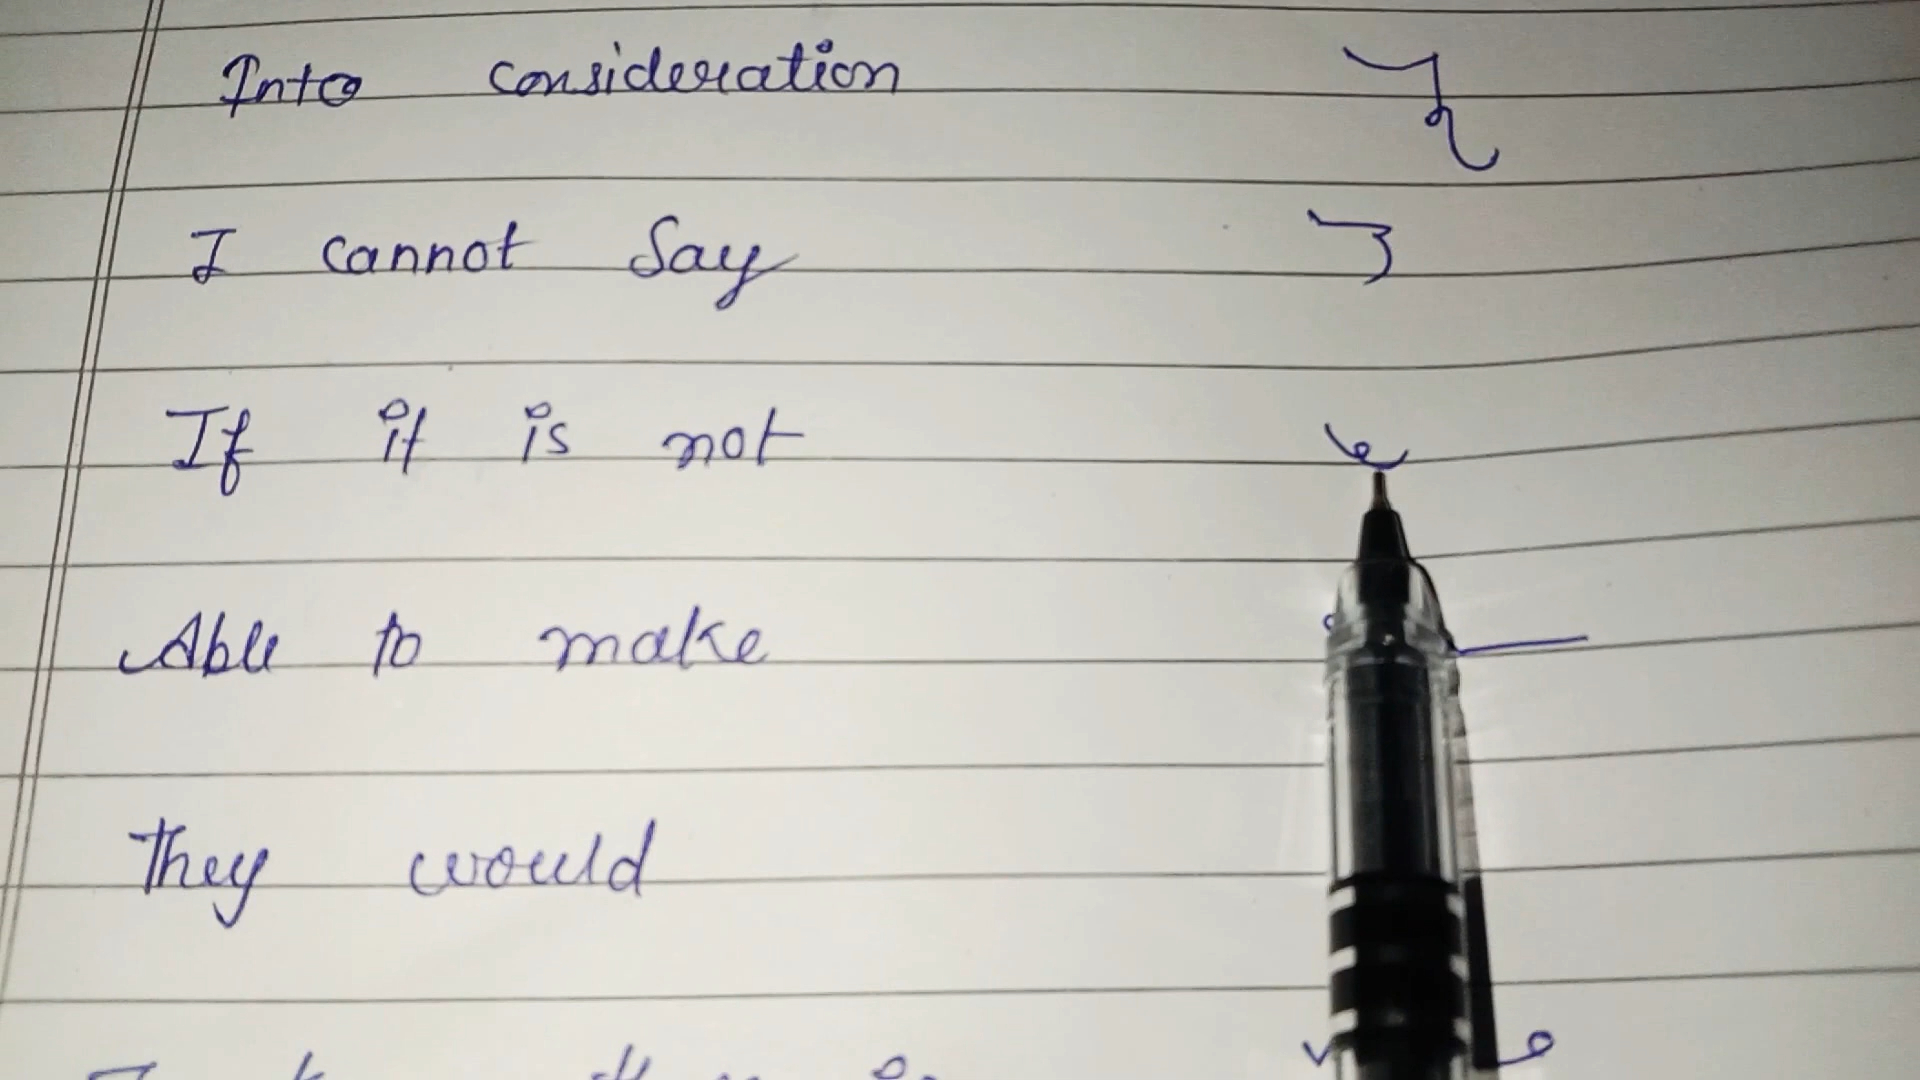 Into consideration
I cannot say
If it is not
Able to make
They would